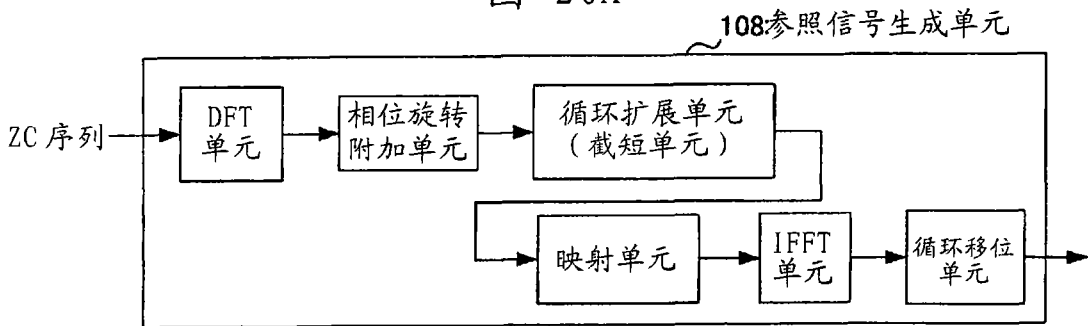 图 20A
108参照信号生成单元
ZC 序列
DFT
单元
相位旋转
附加单元
循环扩展单元
(截短单元)
映射单元
IFFT
单元
循环移位
单元